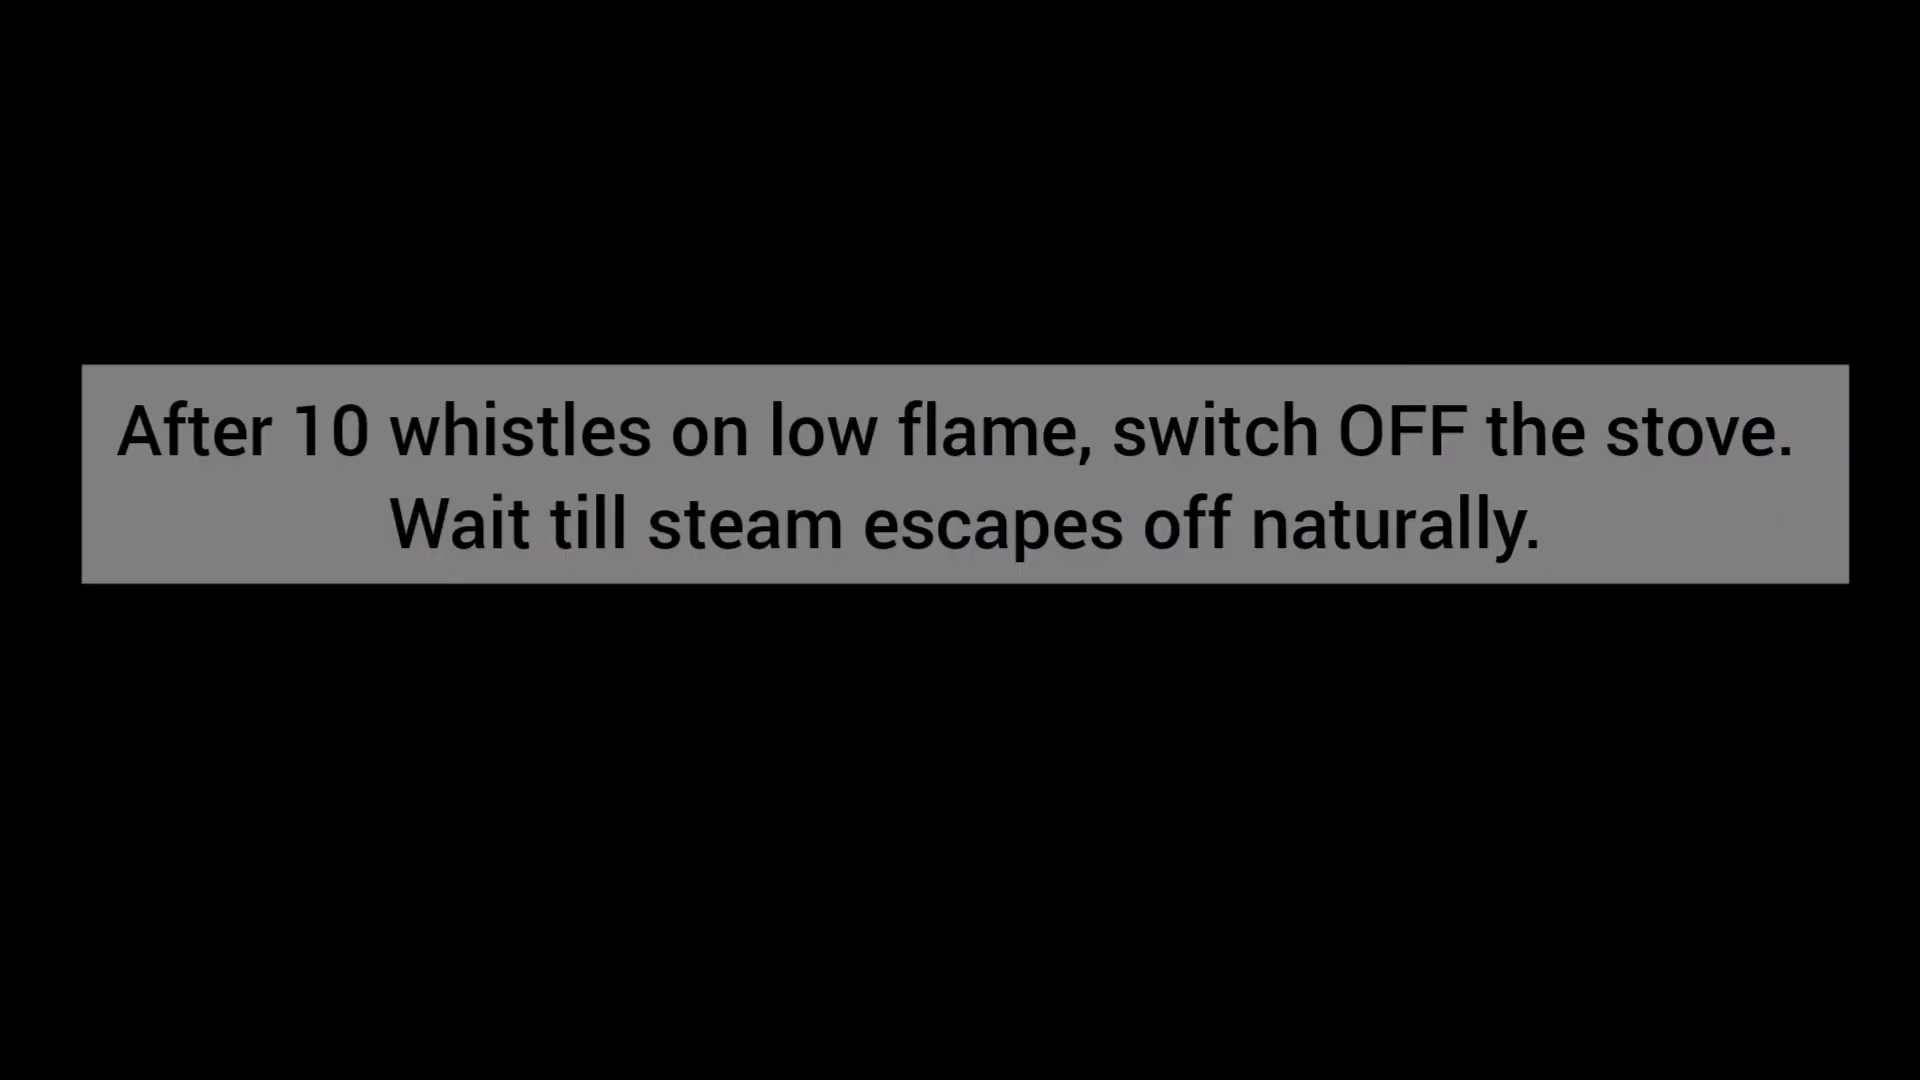 After 10 whistles on low flame, switch OFF the stove.
Wait till steam escapes off naturally.